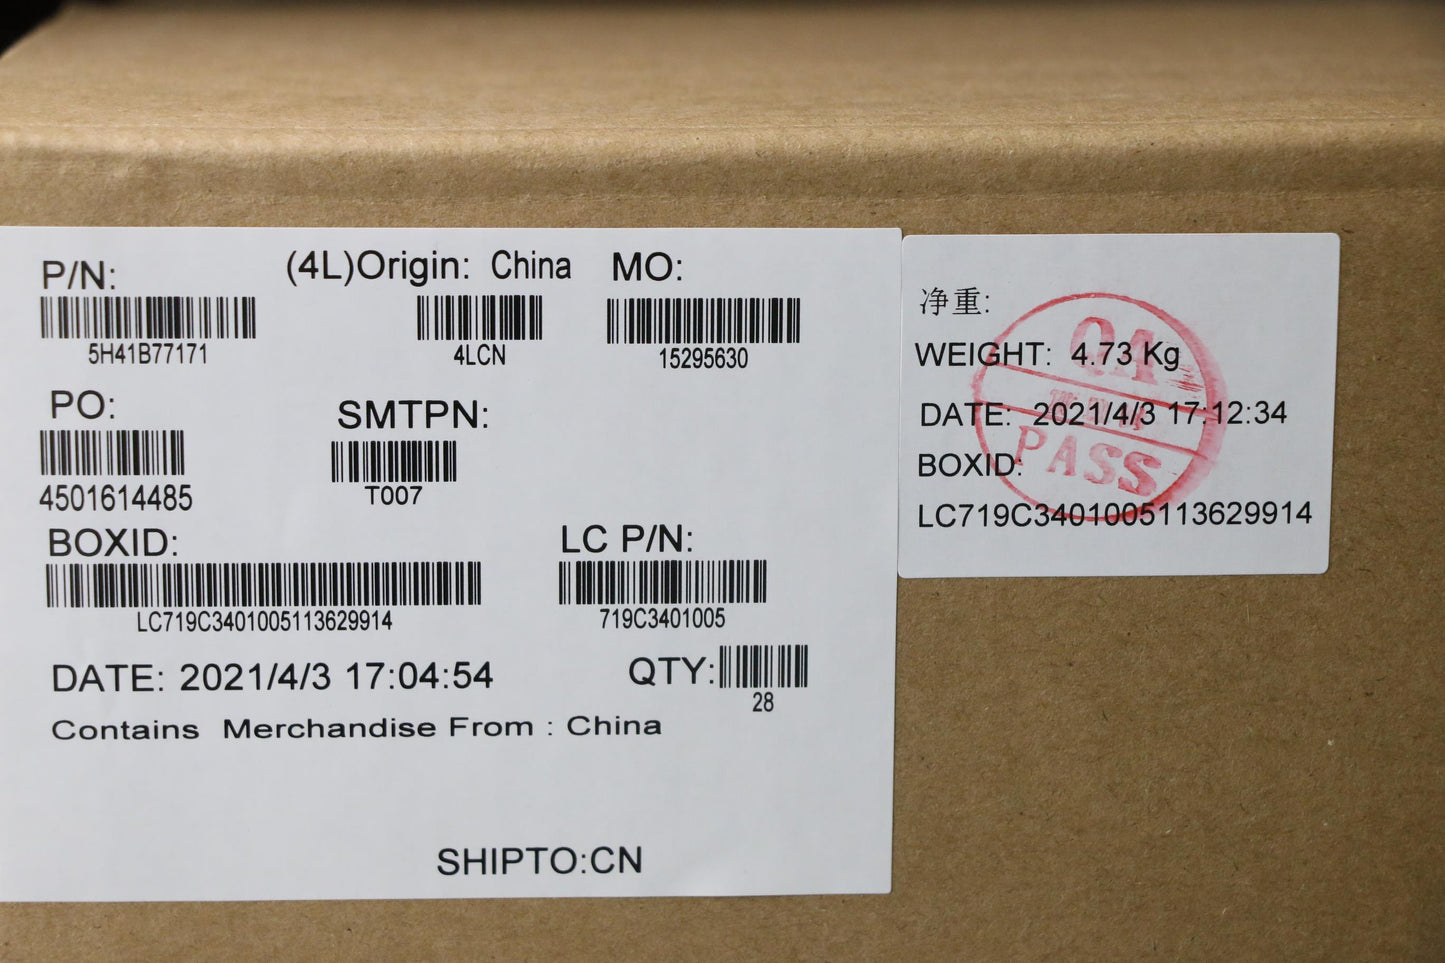 P/N:
5H41B77171
(4L)Origin: China
4LCN
MO:
15295630
PO:
4501614485
SMTPN:
T007
BOXID:
LC719C3401005113629914
LC P/N:
719C3401005
DATE: 2021/4/3 17:04:54
QTY:
28
Contains Merchandise From : China
SHIPTO:CN
净重:
WEIGHT: 4.73 Kg
DATE: 2021/4/3 17:12:34
BOXID:
LC719C3401005113629914
QA
PASS